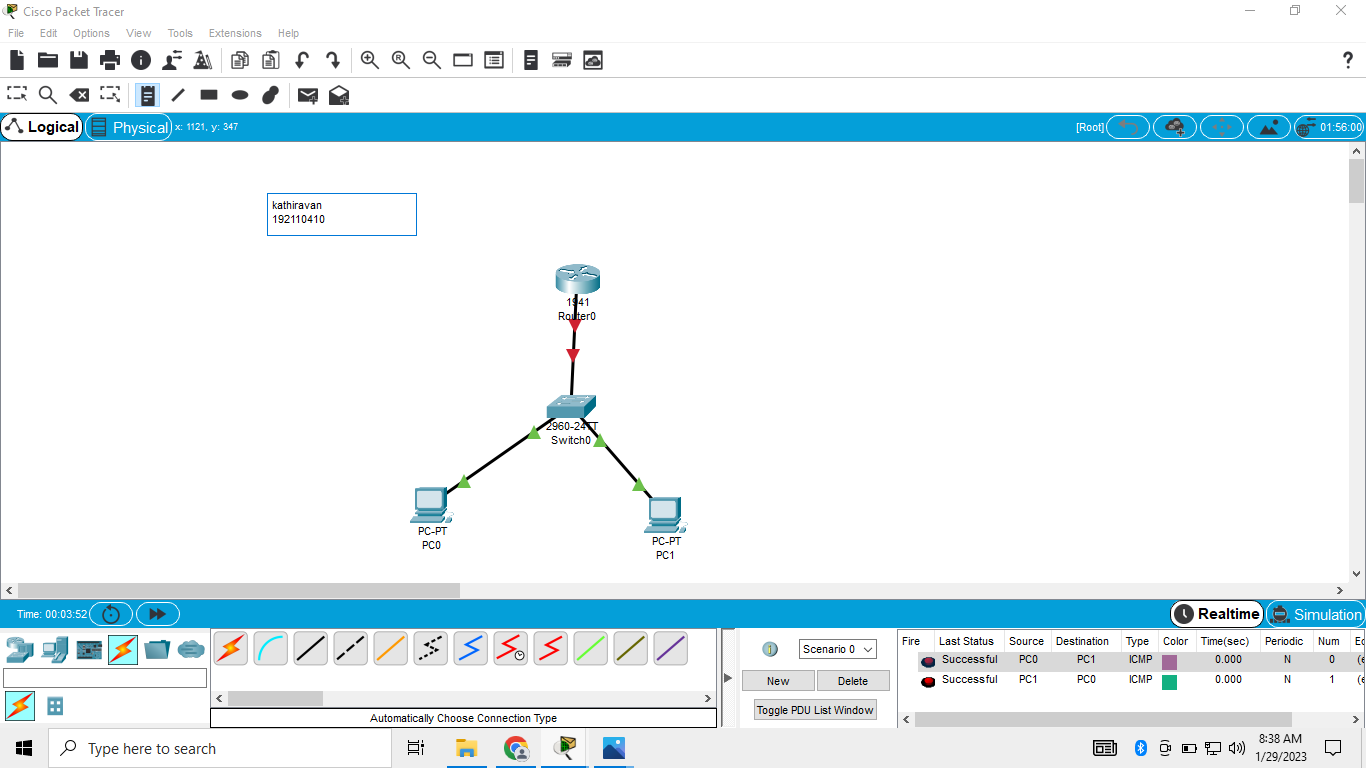 Cisco Packet Tracer
File Edit Options View Tools Extensions Help
Logical Physical x: 1121, y: 347 [Root] 01:56:00
kathiravan
192110410
1941
Router0
2960-24TT
Switch0
PC-PT
PC0
PC-PT
PC1
Time: 00:03:52 Realtime Simulation
Scenario 0
New Delete
Toggle PDU List Window
Fire Last Status Source Destination Type Color Time(sec) Periodic Num
Successful PC0 PC1 ICMP 0.000 N 0 (e
Successful PC1 PC0 ICMP 0.000 N 1 (e
Automatically Choose Connection Type
Type here to search
8:38 AM
1/29/2023